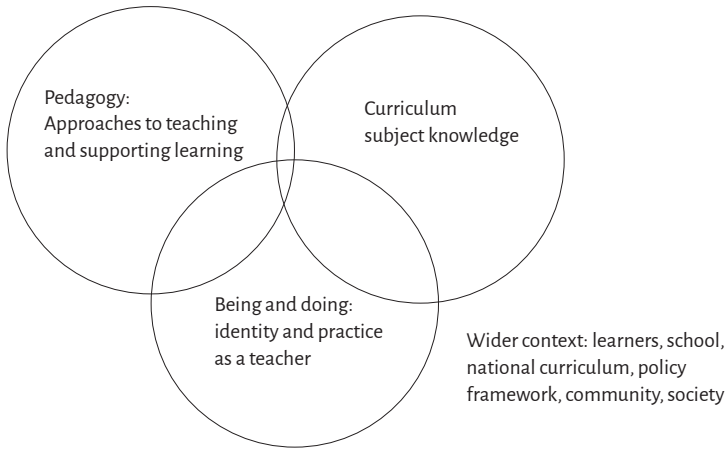 Pedagogy:
Approaches to teaching
and supporting learning
Curriculum
subject knowledge
Being and doing:
identity and practice
as a teacher
Wider context: learners, school,
national curriculum, policy
framework, community, society